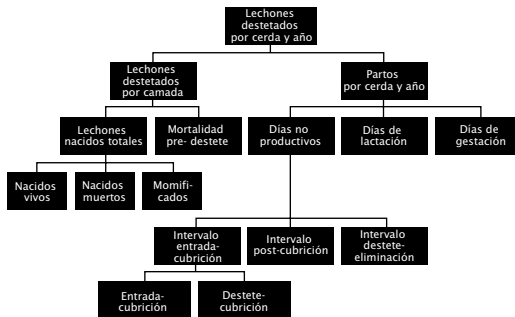 Lechones
destetados
por cerda y año
Lechones
destetados
por camada
Partos
por cerda y año
Lechones
nacidos totales
Mortalidad
pre- destete
Días no
productivos
Días de
lactación
Días de
gestación
Nacidos
vivos
Nacidos
muertos
Momifi-
cados
Intervalo
entrada-
cubrición
Intervalo
post-cubrición
Intervalo
destete-
eliminación
Entrada-
cubrición
Destete-
cubrición